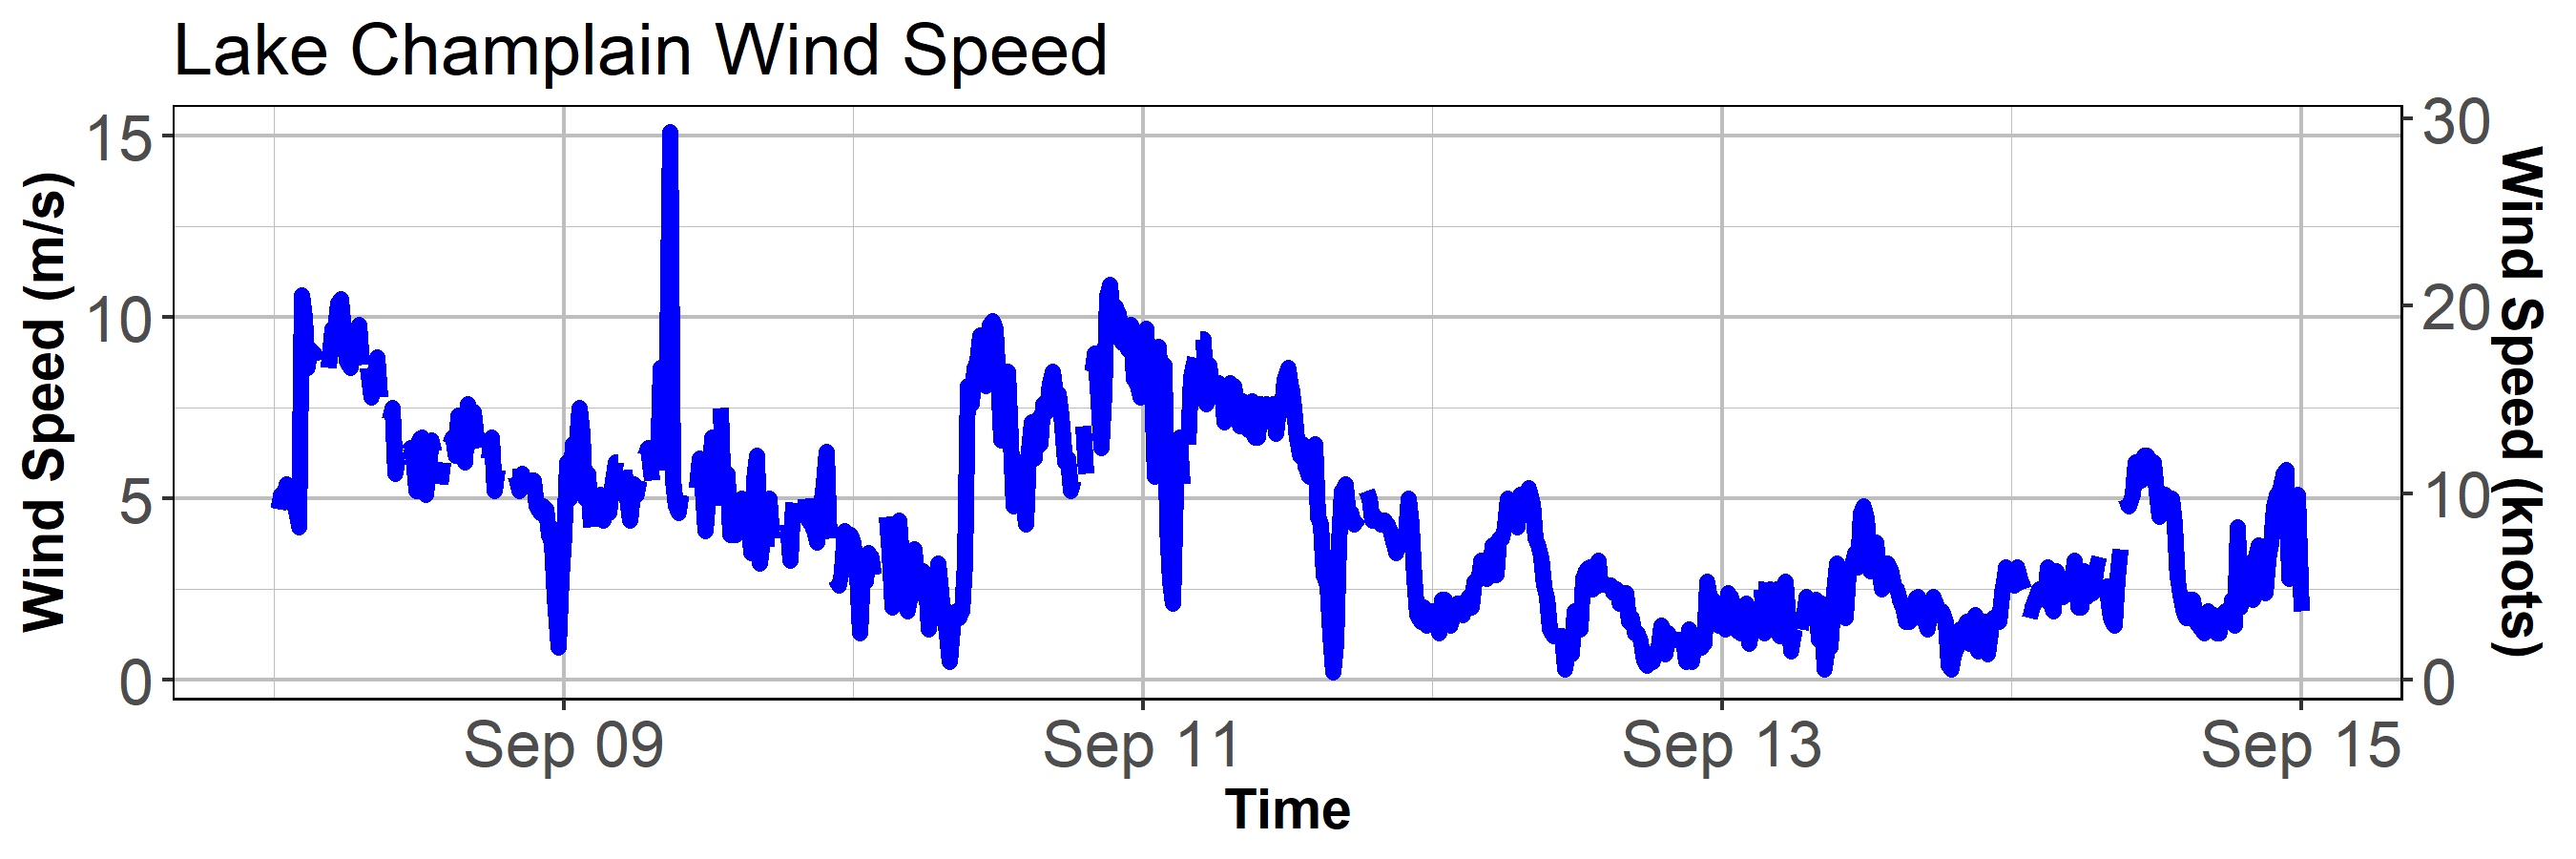 Lake Champlain Wind Speed
Wind Speed (m/s)
15
10
5
0
30
20
10
0
Wind Speed (knots)
Sep 09 Sep 11 Sep 13 Sep 15
Time